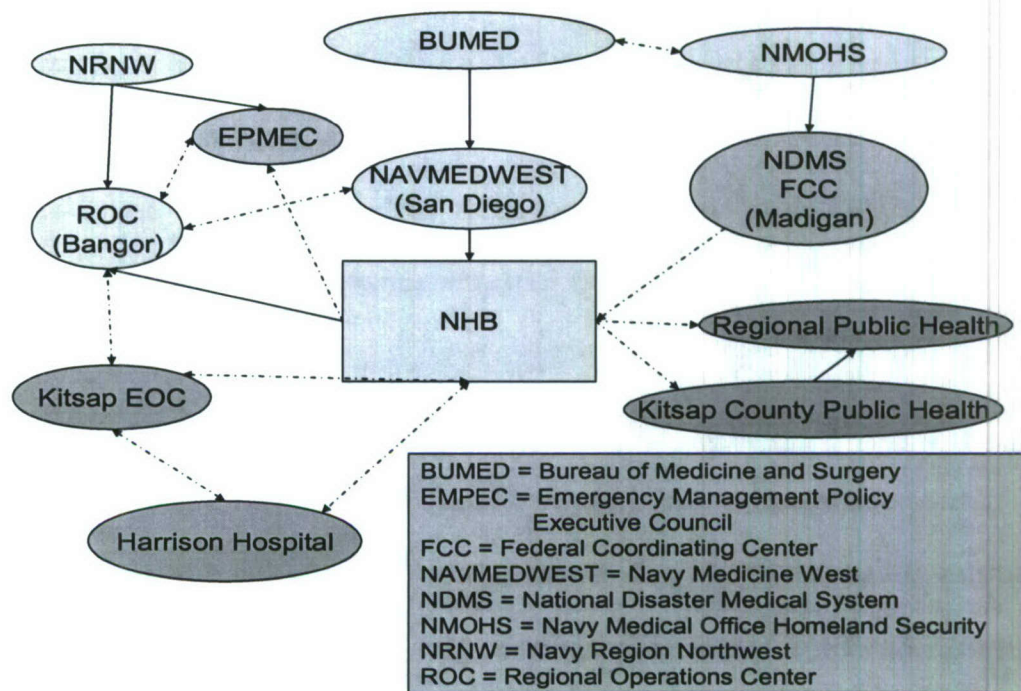 BUMED
NMOHS
NRNW
EPMEC
NDMS
FCC
(Madigan)
NAVMEDWEST
(San Diego)
ROC
(Bangor)
NHB
Regional Public Health
Kitsap EOC
Kitsap County Public Health
Harrison Hospital
BUMED = Bureau of Medicine and Surgery
EMPEC = Emergency Management Policy
Executive Council
FCC = Federal Coordinating Center
NAVMEDWEST = Navy Medicine West
NDMS = National Disaster Medical System
NMOHS = Navy Medical Office Homeland Security
NRNW = Navy Region Northwest
ROC = Regional Operations Center